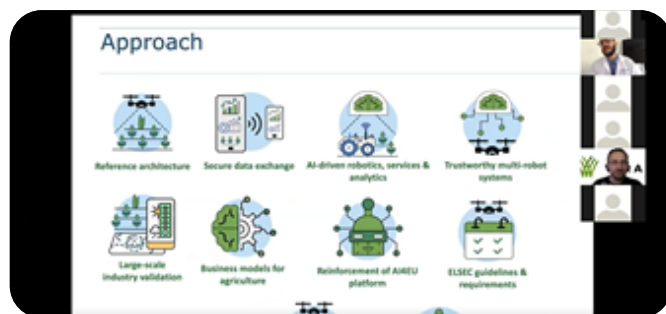 Approach
Reference architecture
Secure data exchange
AI-driven robotics, services &
analytics
Trustworthy multi-robot
systems
Large-scale
industry validation
Business models for
agriculture
Reinforcement of AI4EU
platform
ELSEC guidelines &
requirements